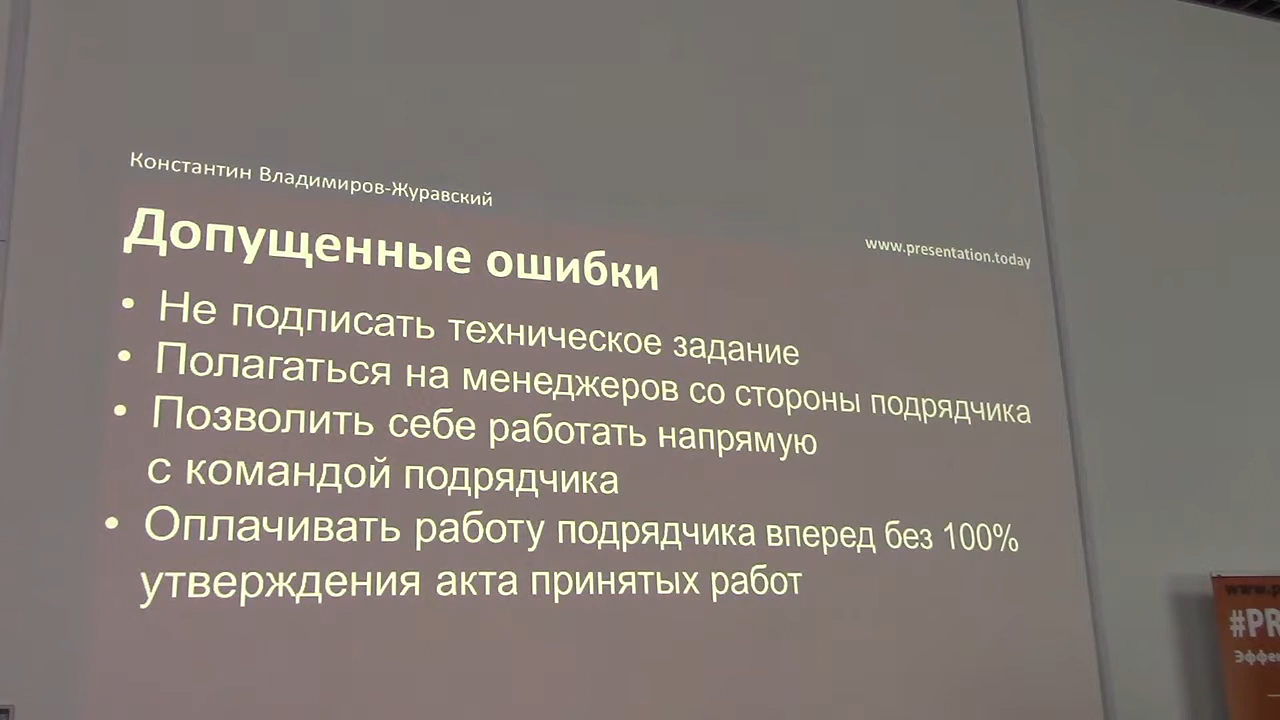 Константин Владимиров-Журавский
www.presentation.today
Допущенные ошибки
• Не подписать техническое задание
• Полагаться на менеджеров со стороны подрядчика
• Позволить себе работать напрямую
с командой подрядчика
• Оплачивать работу подрядчика вперед без 100%
утверждения акта принятых работ
#PR